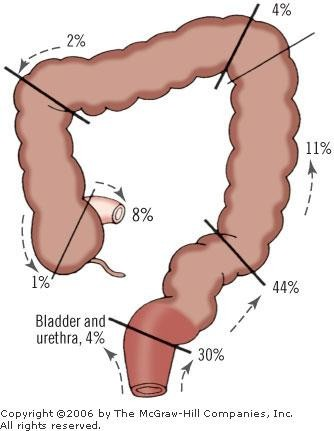 4%
2%
11%
8%
1%
44%
Bladder and
urethra, 4%
30%
Copyright ©2006 by The McGraw-Hill Companies, Inc.
All rights reserved.